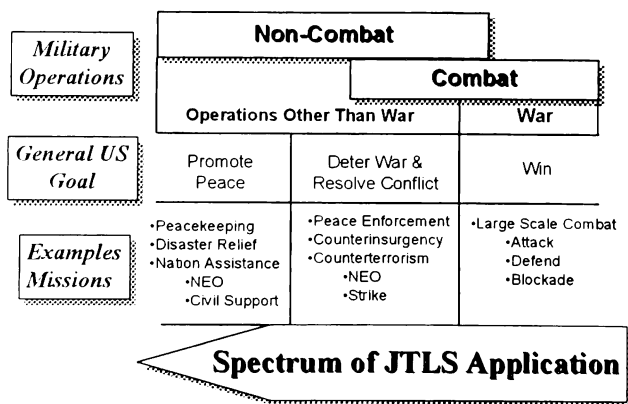 Military
Operations
Non-Combat
Combat
Operations Other Than War
War
General US
Goal
Promote
Peace
Deter War &
Resolve Conflict
Win
Examples
Missions
•Peacekeeping
•Disaster Relief
•Nation Assistance
•NEO
•Civil Support
•Peace Enforcement
•Counterinsurgency
•Counterterrorism
•NEO
•Strike
•Large Scale Combat
•Attack
•Defend
•Blockade
Spectrum of JTLS Application